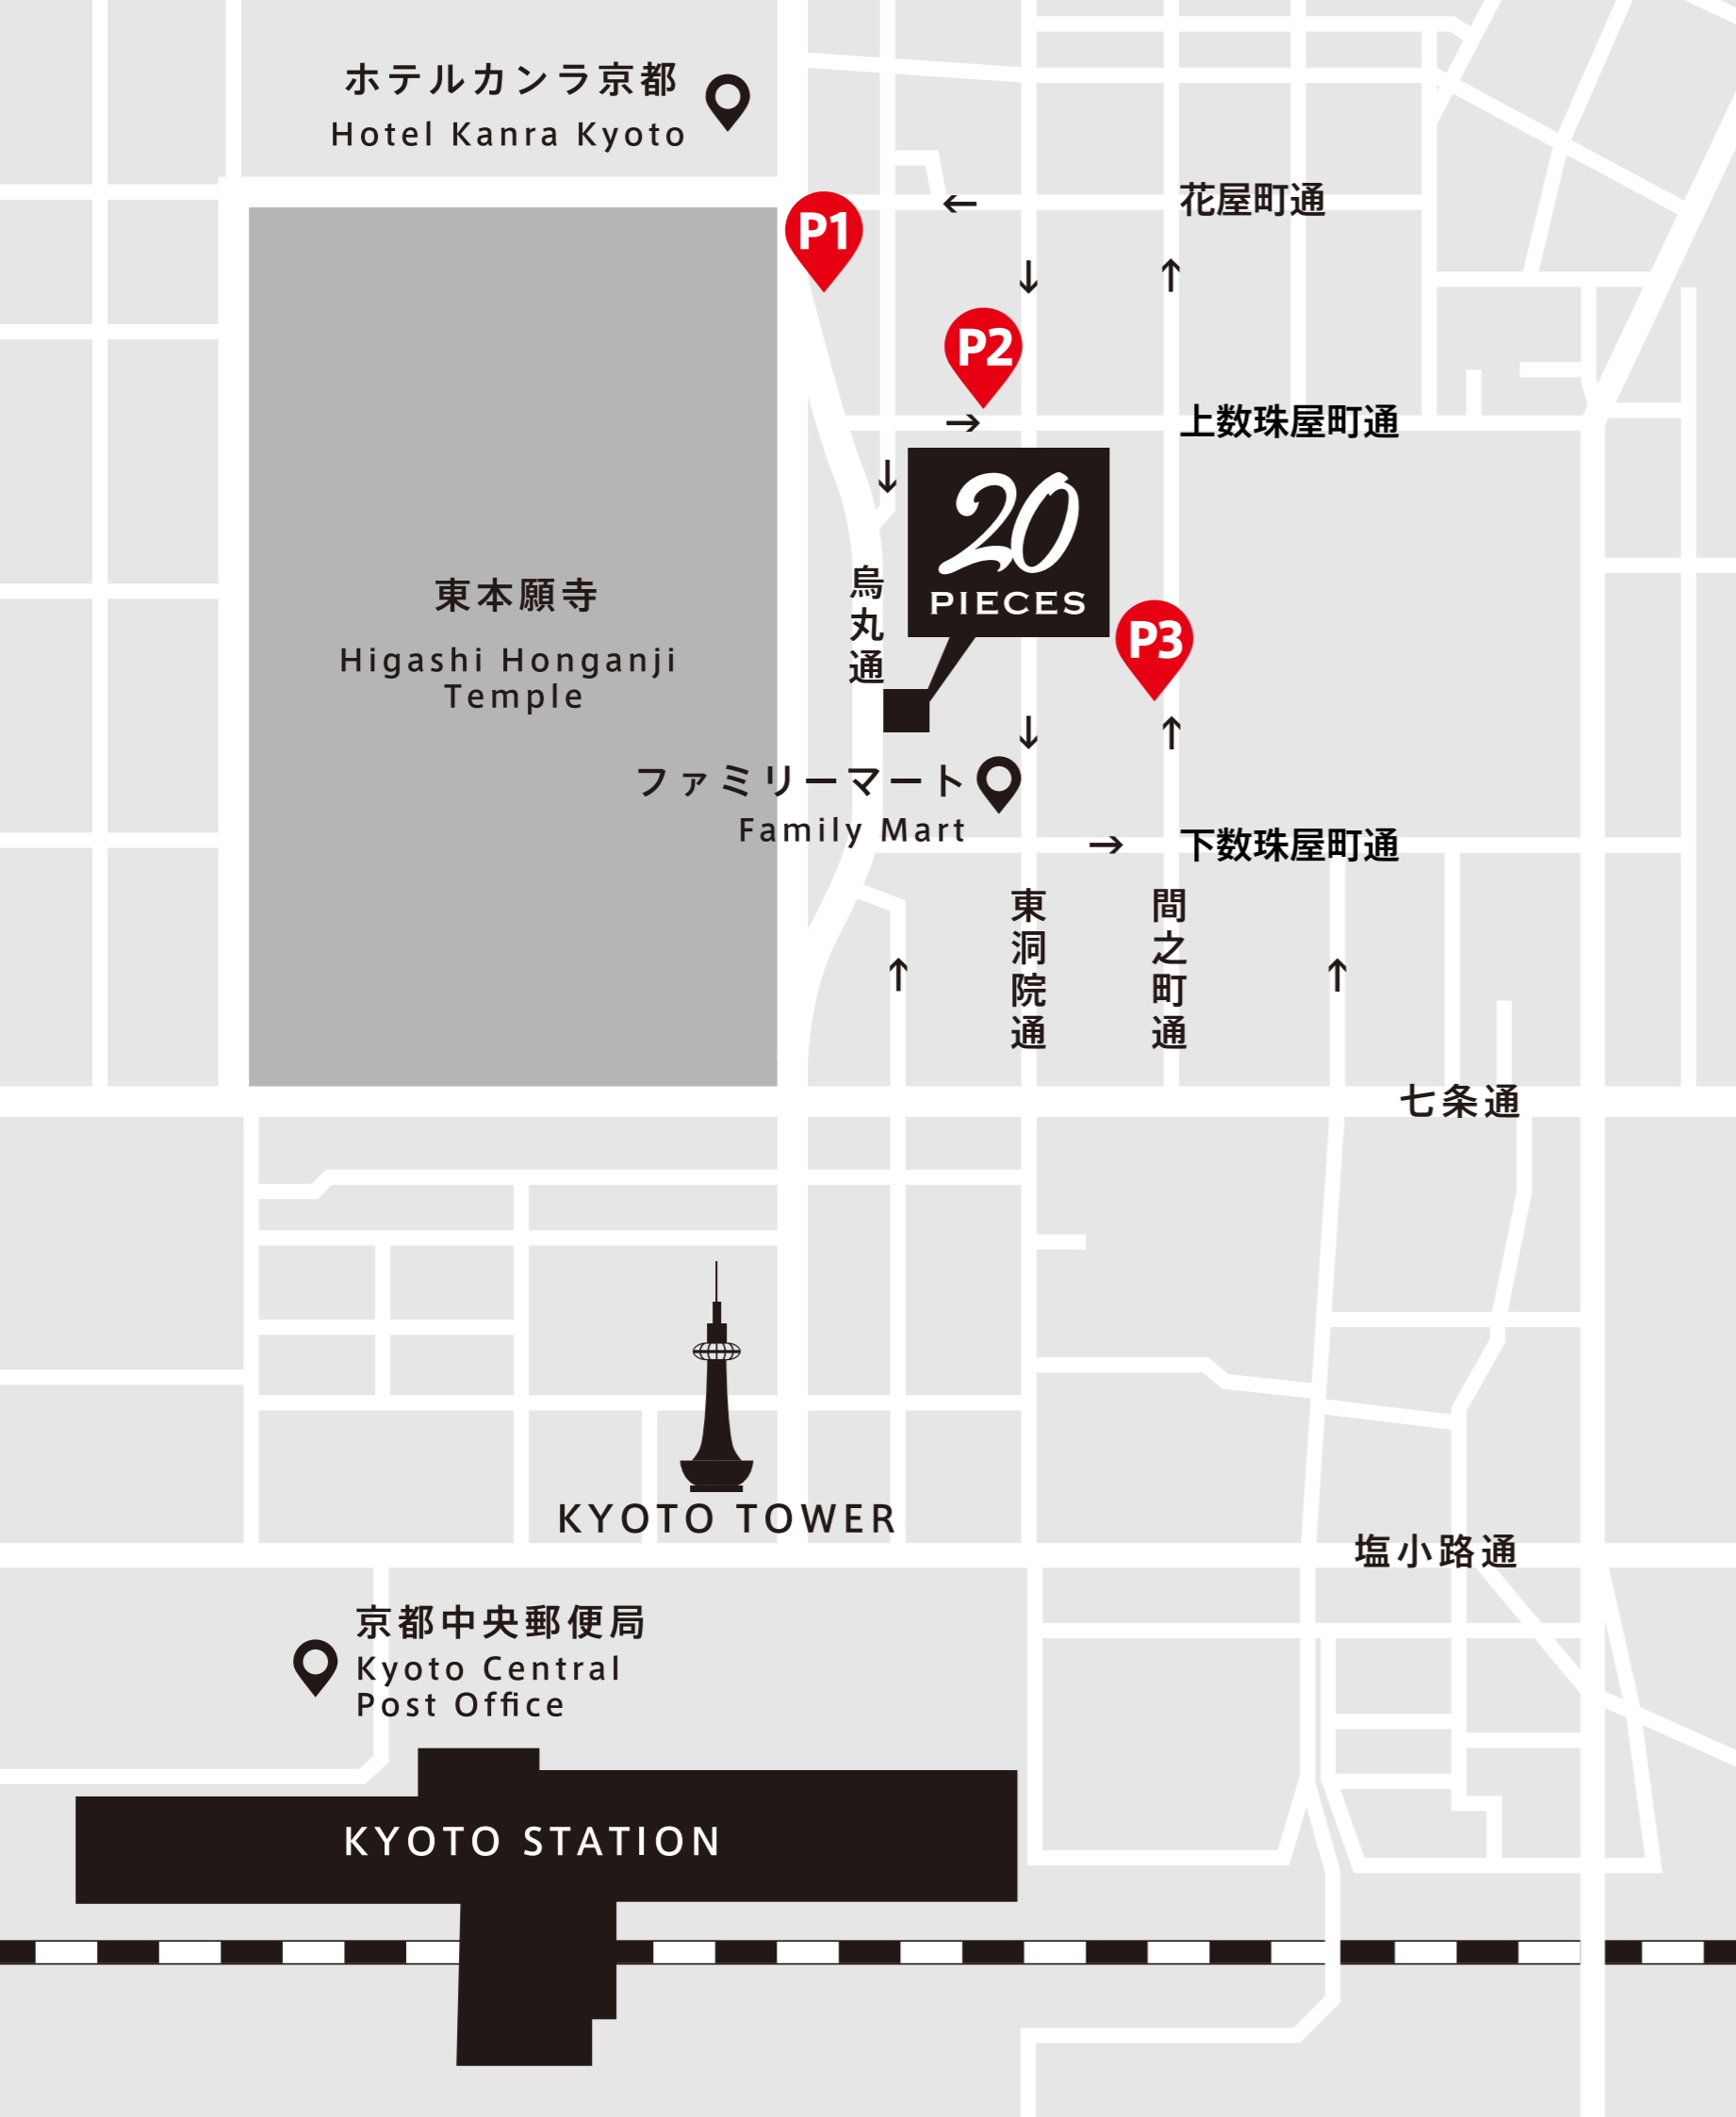 ホテルカンラ京都
Hotel Kanra Kyoto
P1
←
花屋町通
↓
↑
P2
→
上数珠屋町通
↓
20
PIECES
烏丸通
東本願寺
Higashi Honganji
Temple
P3
↓
↑
ファミリーマート
Family Mart
→
下数珠屋町通
東洞院通
間之町通
↑
↑
七条通
KYOTO TOWER
塩小路通
京都中央郵便局
Kyoto Central
Post Office
KYOTO STATION